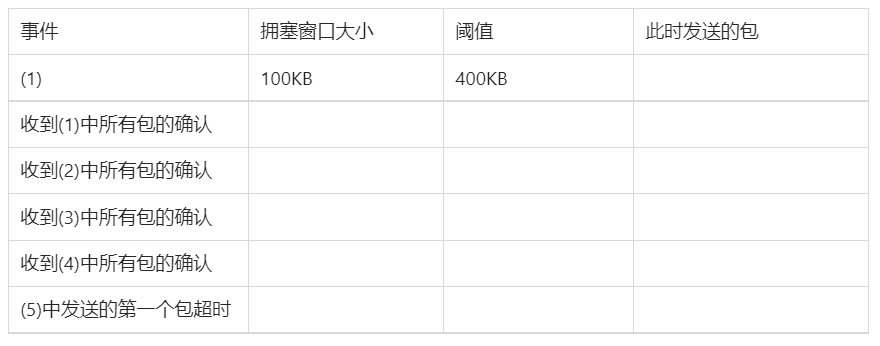 事件 拥塞窗口大小 阈值 此时发送的包
(1) 100KB 400KB
收到(1)中所有包的确认
收到(2)中所有包的确认
收到(3)中所有包的确认
收到(4)中所有包的确认
(5)中发送的第一个包超时